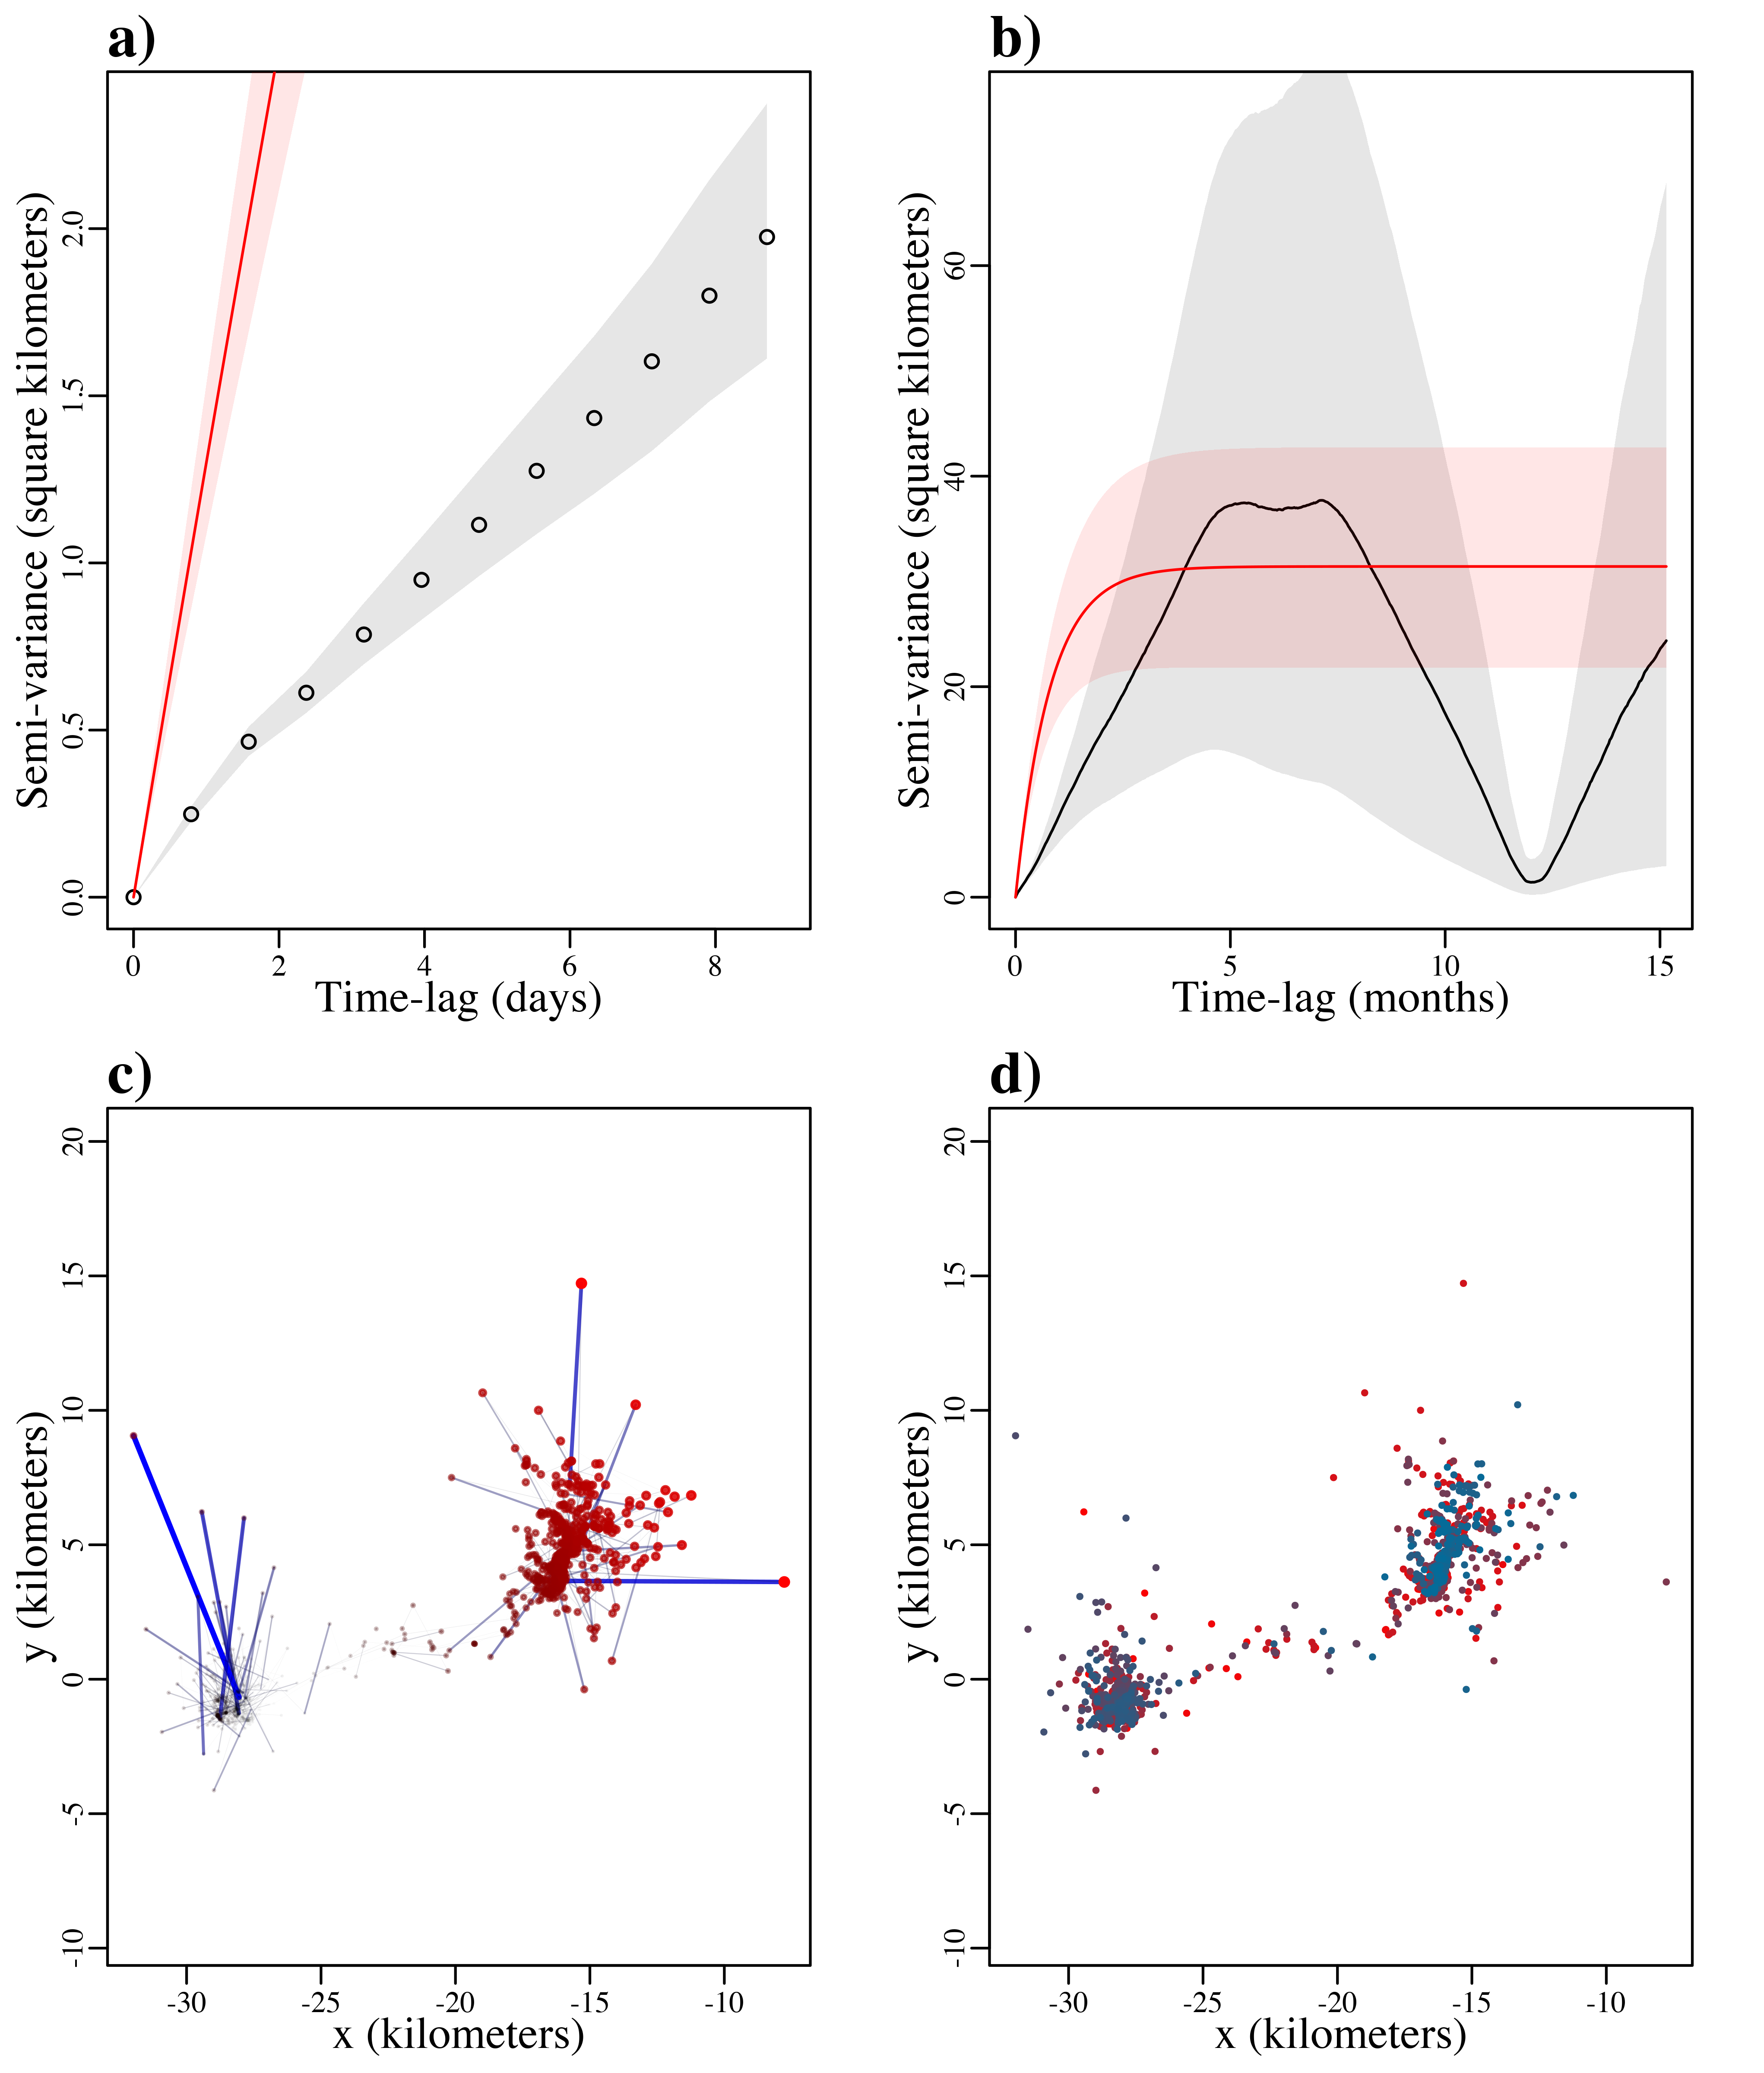 a)
Semi-variance (square kilometers)
0.0 0.5 1.0 1.5 2.0
0 2 4 6 8
Time-lag (days)
b)
Semi-variance (square kilometers)
0 20 40 60
0 5 10 15
Time-lag (months)
c)
y (kilometers)
-10 -5 0 5 10 15 20
-30 -25 -20 -15 -10
x (kilometers)
d)
y (kilometers)
-10 -5 0 5 10 15 20
-30 -25 -20 -15 -10
x (kilometers)